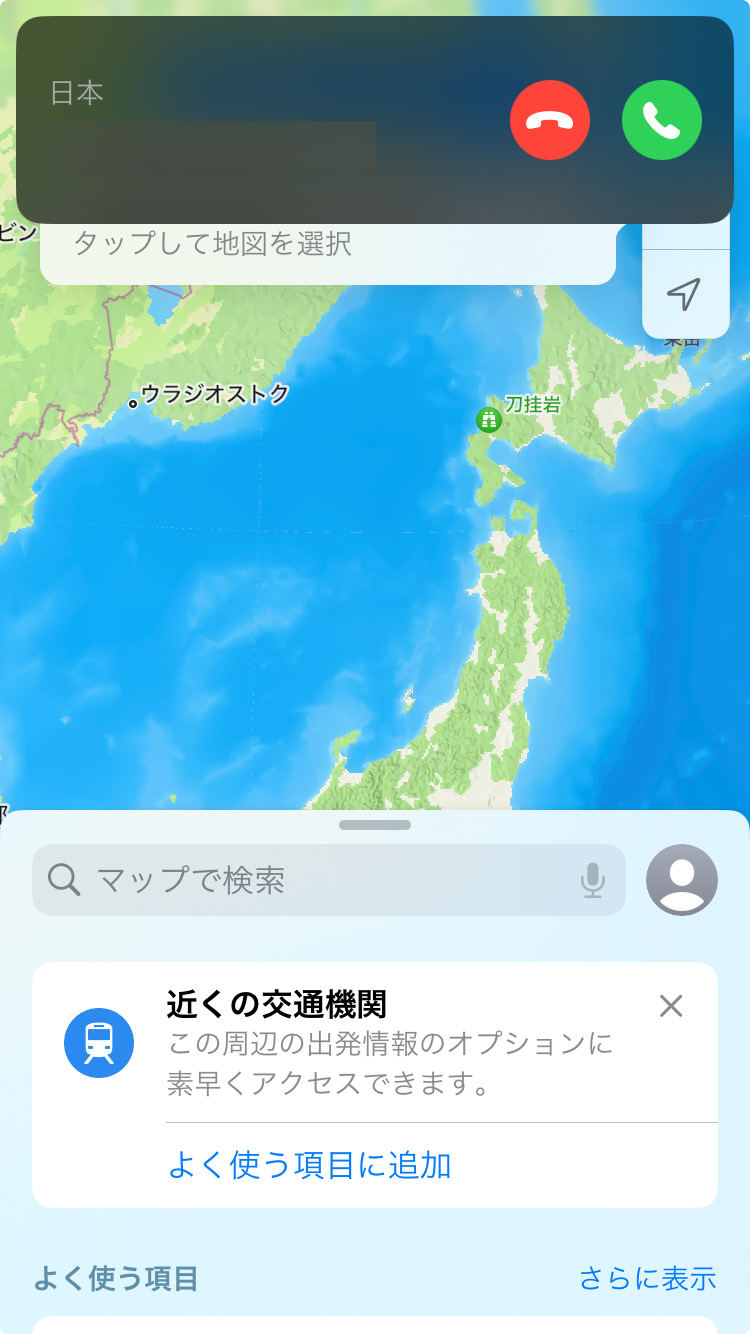 日本
ビン
タップして地図を選択
ウラジオストク
刀掛岩
マップで検索
近くの交通機関
この周辺の出発情報のオプションに
素早くアクセスできます。
よく使う項目に追加
よく使う項目
さらに表示